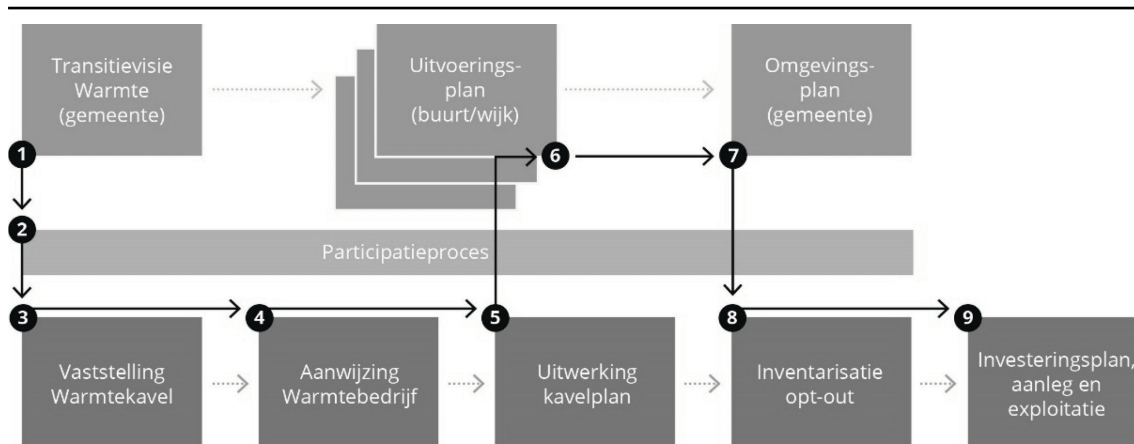 Transitievisie
Warmte
(gemeente)
Uitvoerings-
plan
(buurt/wijk)
Omgevings-
plan
(gemeente)
1
6
7
2
Participatieproces
3
4
5
8
9
Vaststelling
Warmtekavel
Aanwijzing
Warmtebedrijf
Uitwerking
kavelplan
Inventarisatie
opt-out
Investeringsplan,
aanleg en
exploitatie